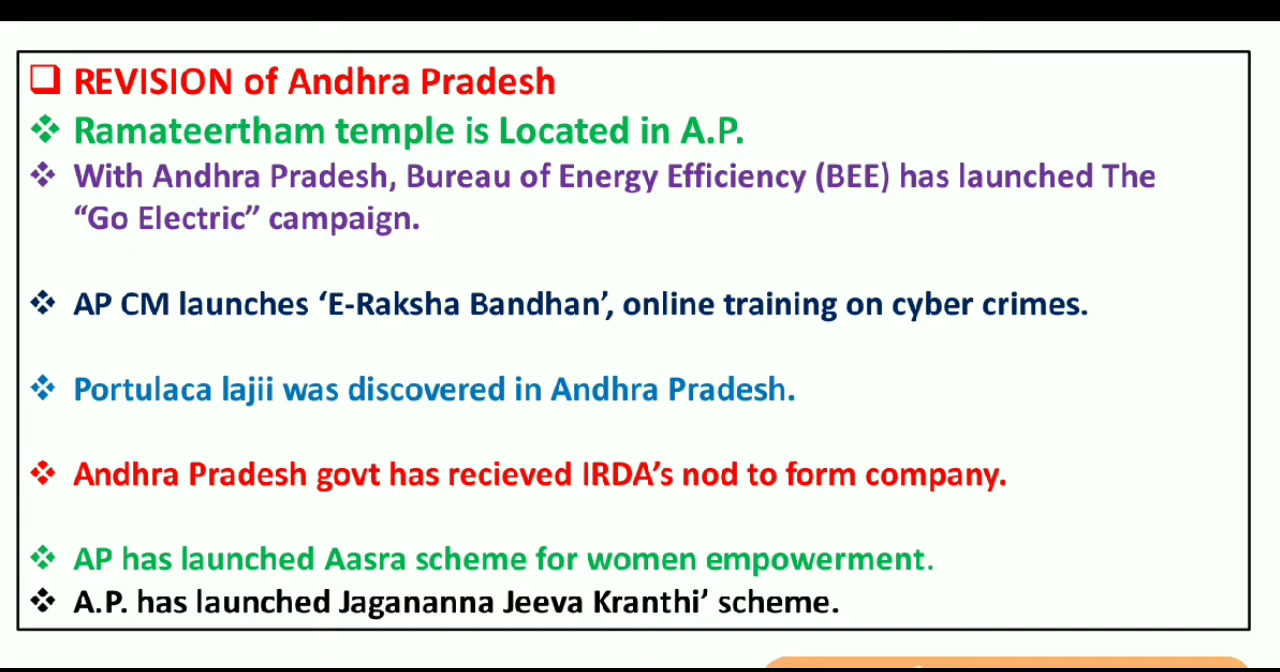 REVISION of Andhra Pradesh
Ramateertham temple is Located in A.P.
With Andhra Pradesh, Bureau of Energy Efficiency (BEE) has launched The
“Go Electric” campaign.
AP CM launches ‘E-Raksha Bandhan’, online training on cyber crimes.
Portulaca lajii was discovered in Andhra Pradesh.
Andhra Pradesh govt has recieved IRDA’s nod to form company.
AP has launched Aasra scheme for women empowerment.
A.P. has launched Jagananna Jeeva Kranthi’ scheme.